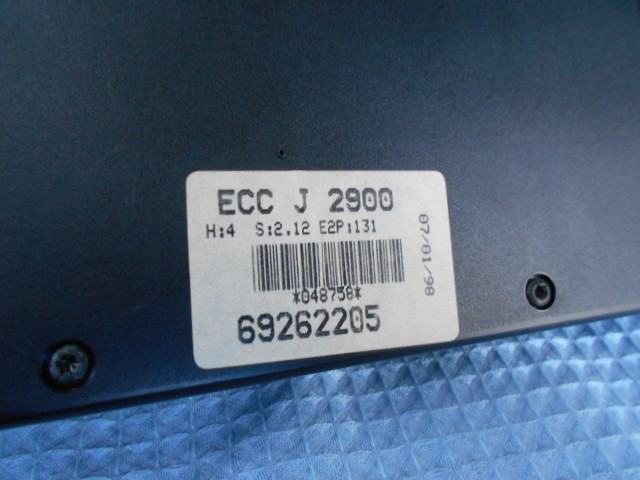 ECC J 2900
H:4 S:2.12 E2P:131
*048758*
69262205
07/01/98